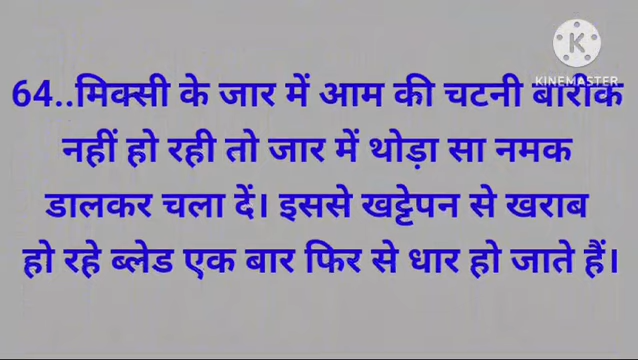 KINEMASTER
64..मिक्सी के जार में आम की चटनी बारीक
नहीं हो रही तो जार में थोड़ा सा नमक
डालकर चला दें। इससे खट्टेपन से खराब
हो रहे ब्लेड एक बार फिर से धार हो जाते हैं।